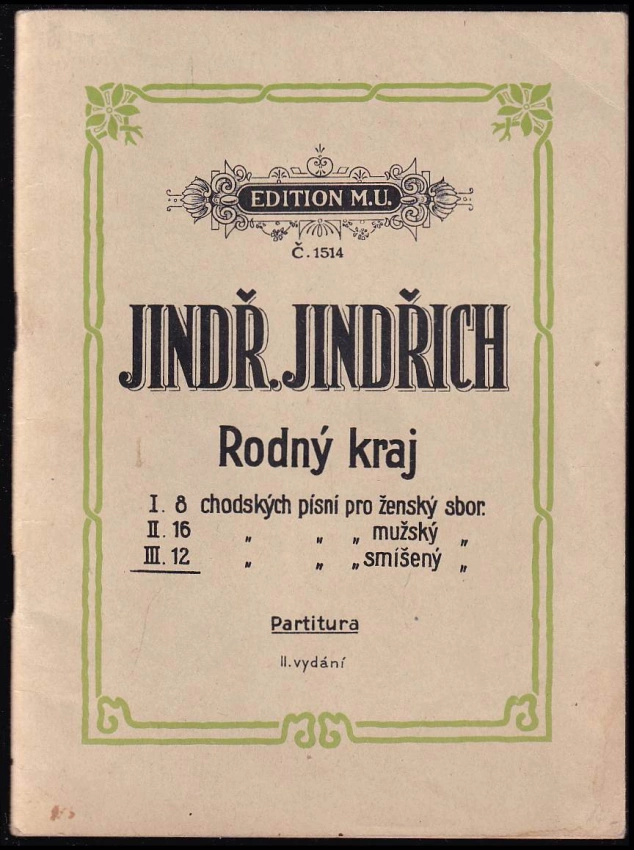 EDITION M.U.
Č. 1514
JINDŘ. JINDŘICH
Rodný kraj
I. 8 chodských písní pro ženský sbor.
II. 16 „ „ „ mužský „
III. 12 „ „ „ smíšený „
Partitura
II. vydání